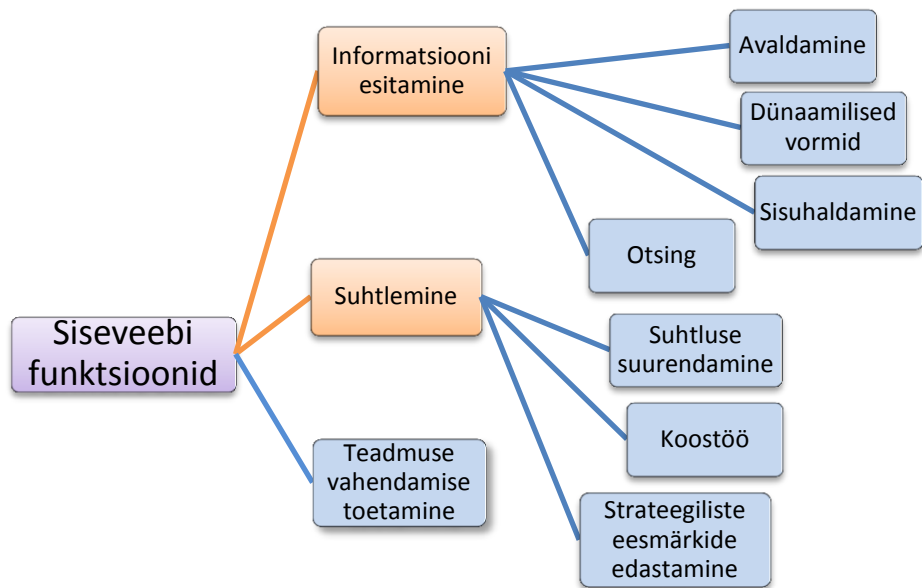 Siseveebi
funktsioonid
Informatsiooni
esitamine
Avaldamine
Dünaamilised
vormid
Sisuhaldamine
Otsing
Suhtlemine
Suhtluse
suurendamine
Koostöö
Strateegiliste
eesmärkide
edastamine
Teadmuse
vahendamise
toetamine